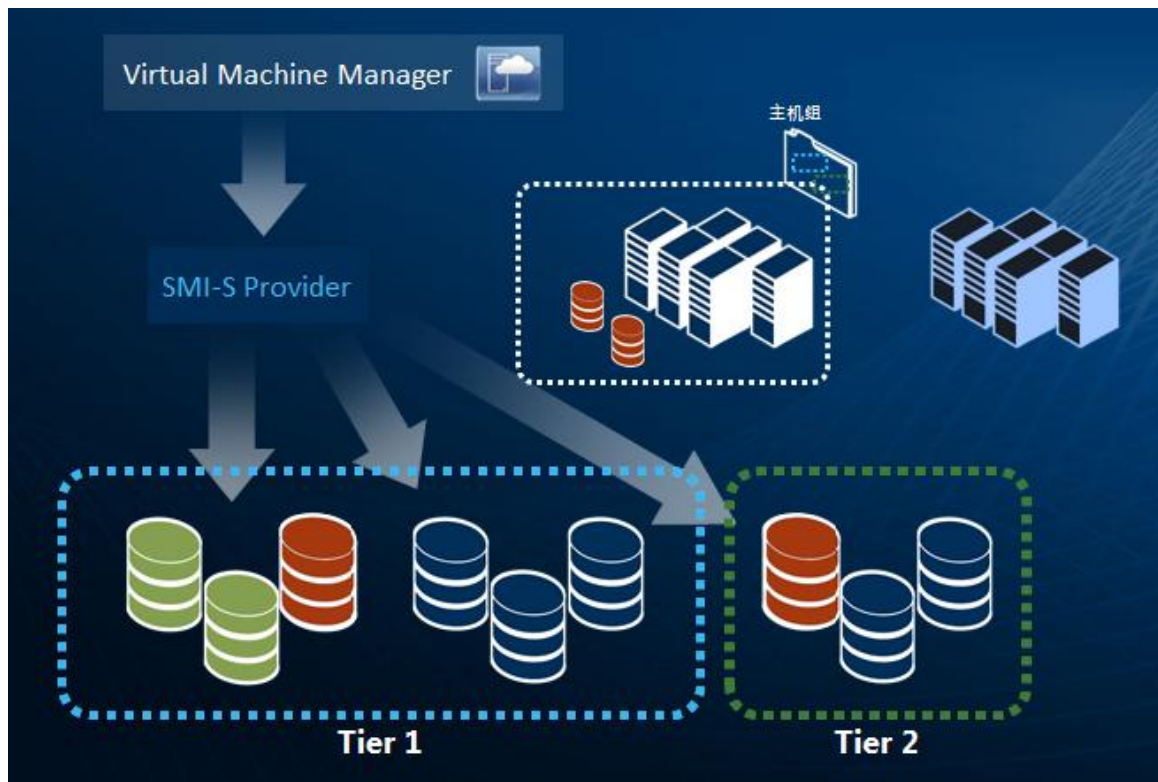 Virtual Machine Manager
主机组
SMI-S Provider
Tier 1
Tier 2